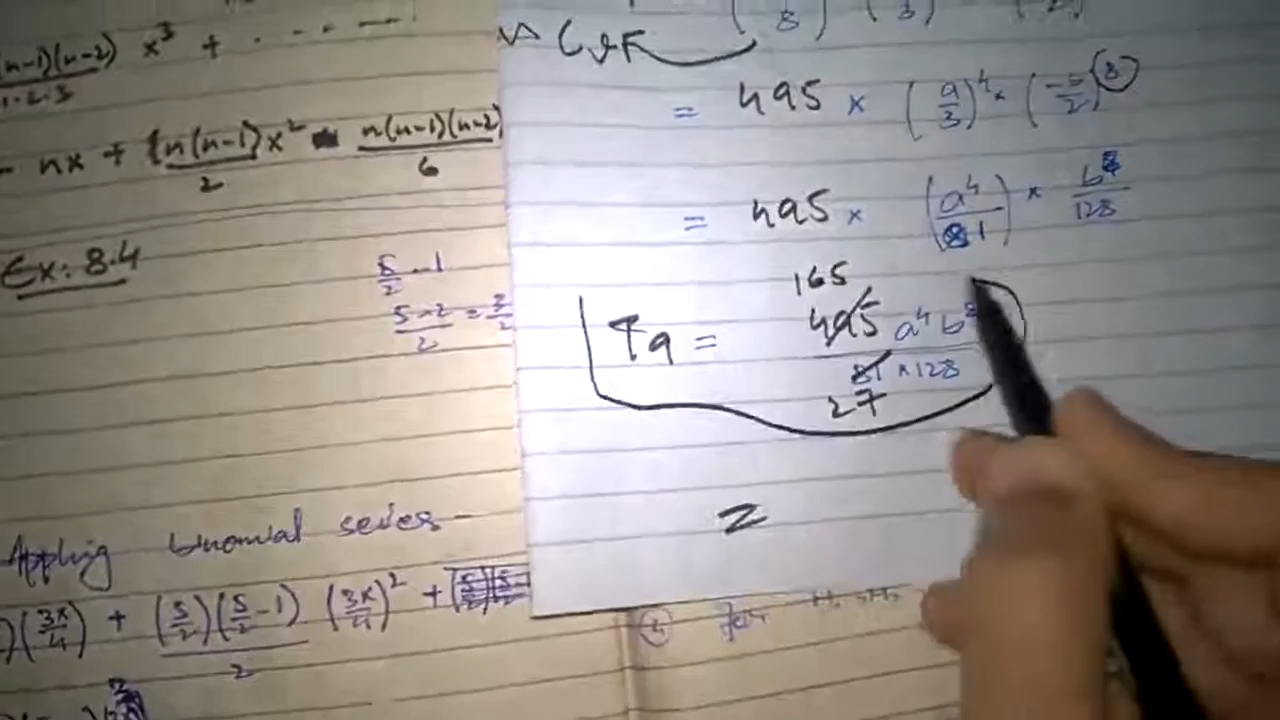 (n-1)(n-2) x³ + ....
1·2·3
nx + {n(n-1)x² n(n-1)(n-2)
2 6
Ex: 8.4
5/2 - 1
5-2/2 = 3/2
Applying binomial series
(3x/4) + (5/2)(5/2-1) (3x/4)² +
2
8 3
= 495 × (a/3)⁴ × (-b/2)⁸
= 495 × (a⁴/81) × b⁸/128
165
T9 = 495 a⁴ b⁸
81 × 128
27